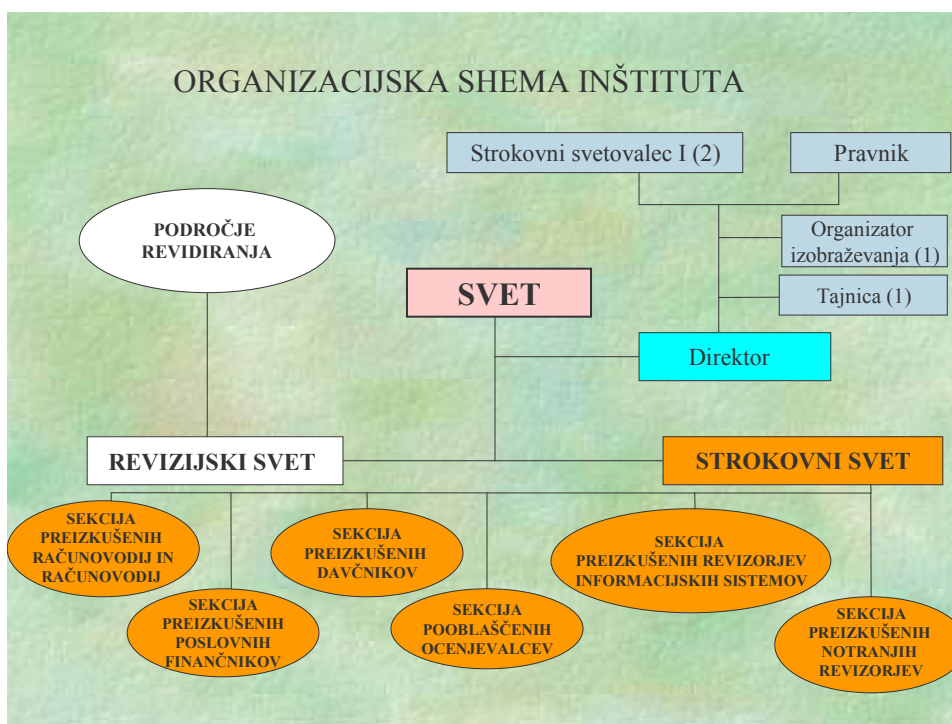 ORGANIZACIJSKA SHEMA INŠTITUTA
Strokovni svetovalec I (2)
Pravnik
PODROČJE
REVIDIRANJA
Organizator
izobraževanja (1)
SVET
Tajnica (1)
Direktor
REVIZIJSKI SVET
STROKOVNI SVET
SEKCIJA
PREIZKUŠENIH
RAČUNOVODIJ IN
RAČUNOVODIJ
SEKCIJA
PREIZKUŠENIH
POSLOVNIH
FINANČNIKOV
SEKCIJA
PREIZKUŠENIH
DAVČNIKOV
SEKCIJA
POOBLAŠČENIH
OCENJEVALCEV
SEKCIJA
PREIZKUŠENIH REVIZORJEV
INFORMACIJSKIH SISTEMOV
SEKCIJA
PREIZKUŠENIH
NOTRANJIH
REVIZORJEV